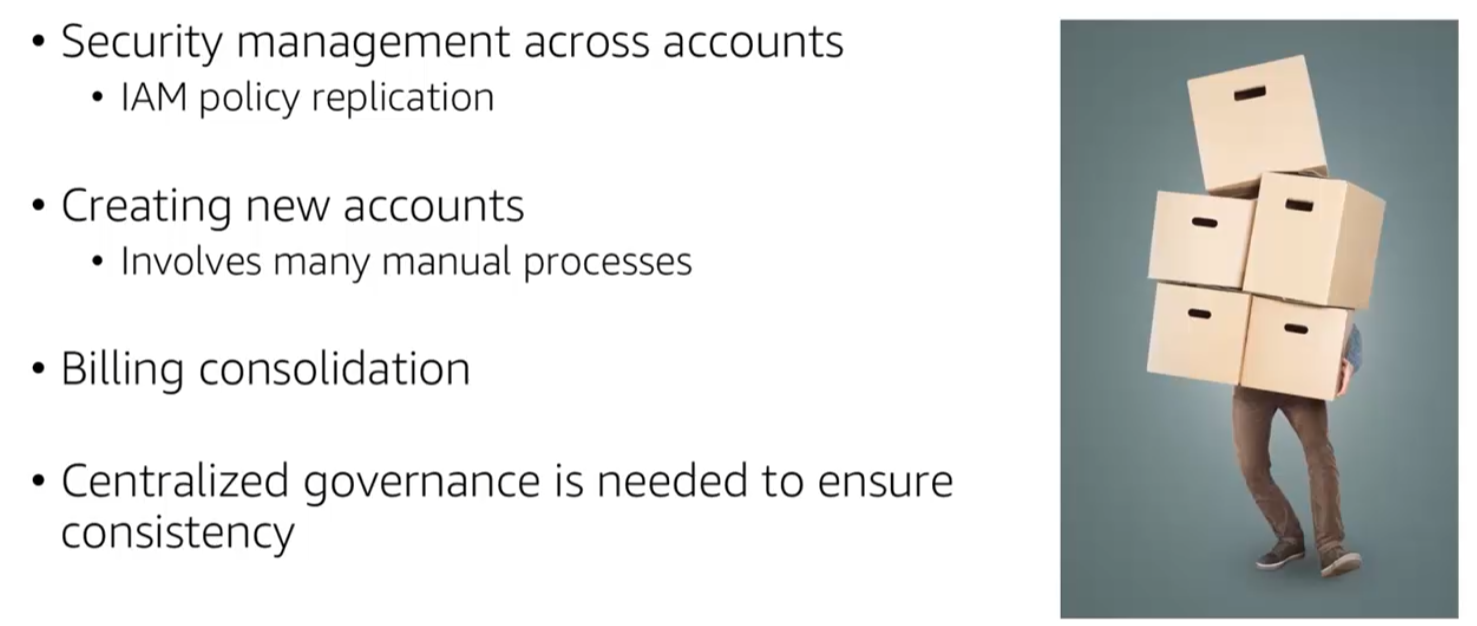 • Security management across accounts
• IAM policy replication
• Creating new accounts
• Involves many manual processes
• Billing consolidation
• Centralized governance is needed to ensure
consistency